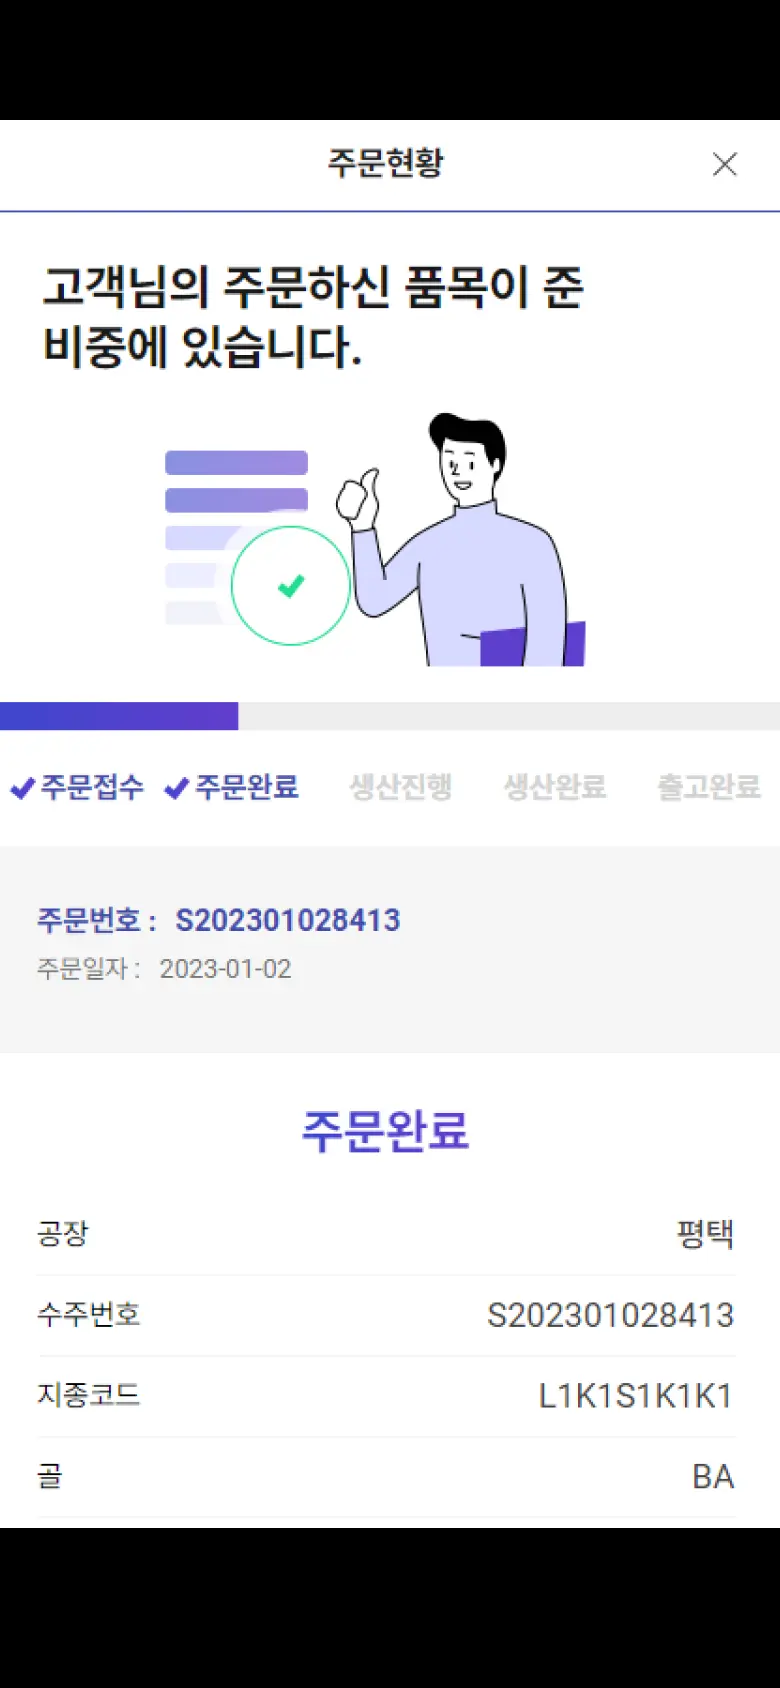 주문현황
고객님의 주문하신 품목이 준
비중에 있습니다.
주문접수 주문완료 생산진행 생산완료 출고완료
주문번호 : S202301028413
주문일자 : 2023-01-02
주문완료
공장 평택
수주번호 S202301028413
지종코드 L1K1S1K1K1
골 BA